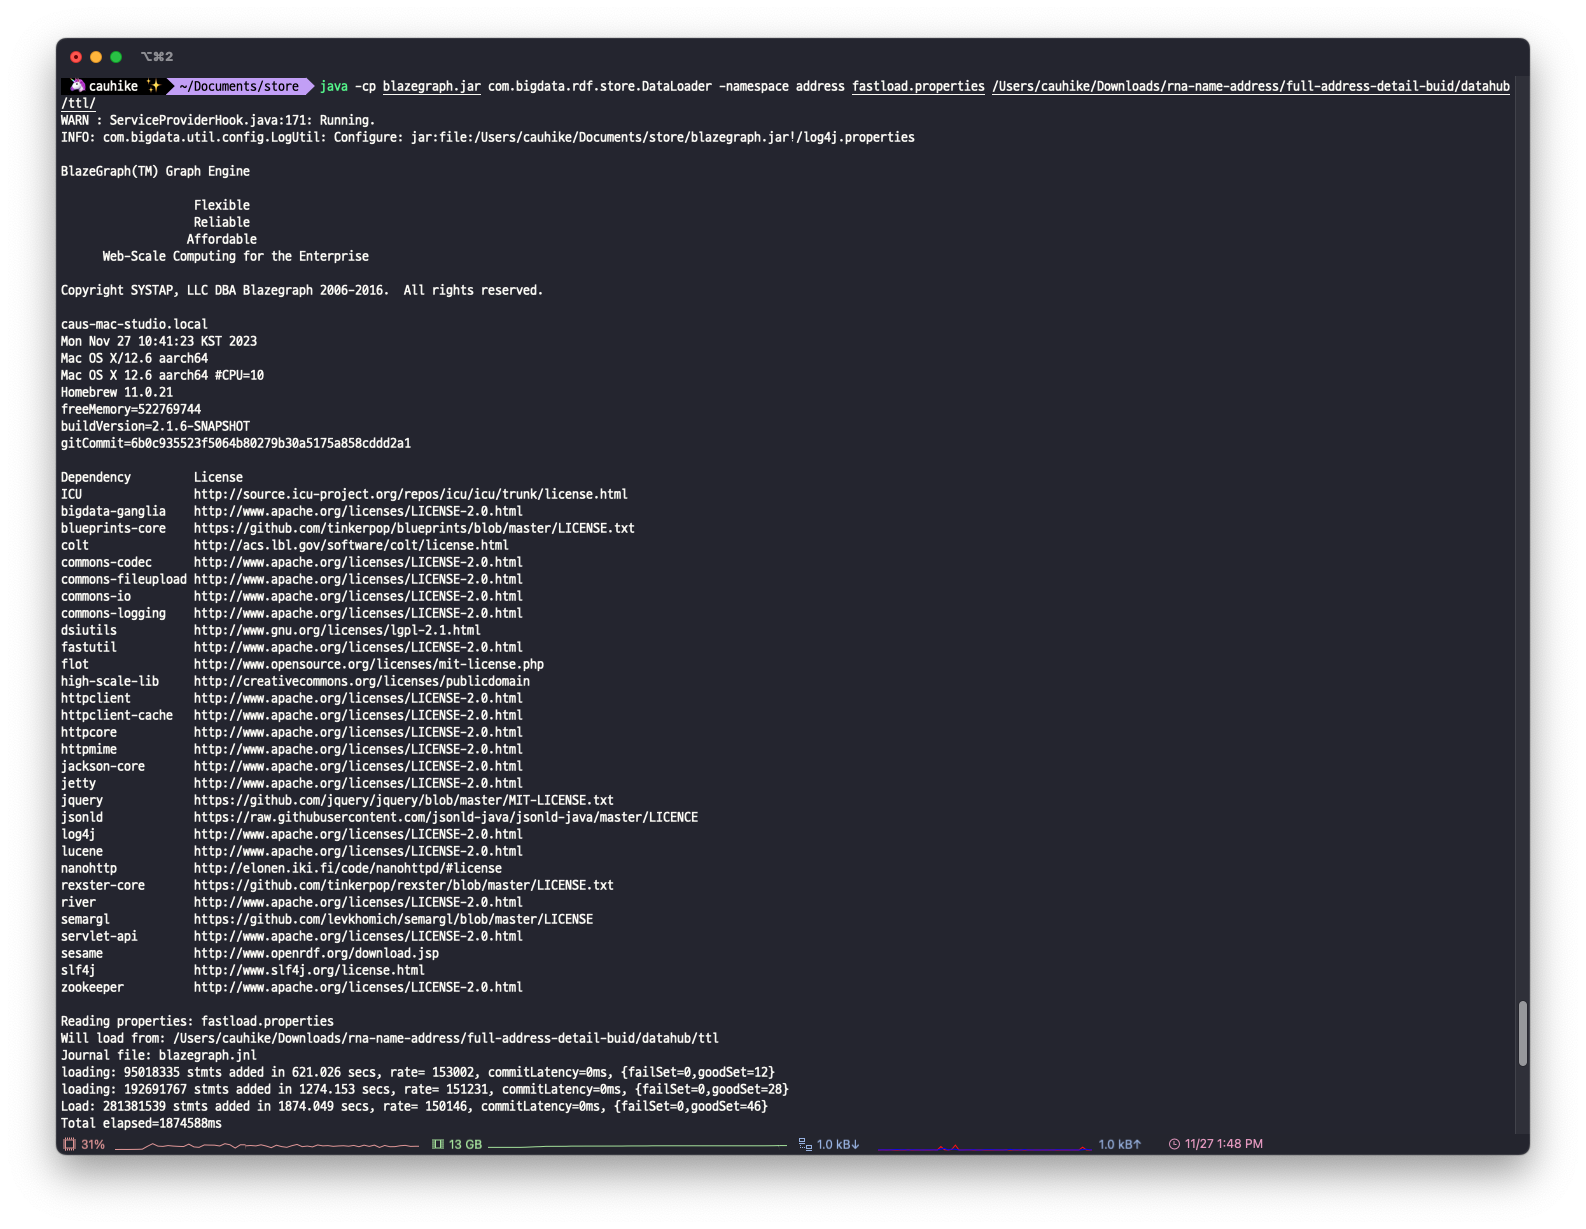 ⌥⌘2
🦄 cauhike ✨ ~/Documents/store java -cp blazegraph.jar com.bigdata.rdf.store.DataLoader -namespace address fastload.properties /Users/cauhike/Downloads/rna-name-address/full-address-detail-buid/datahub
/ttl/
WARN : ServiceProviderHook.java:171: Running.
INFO: com.bigdata.util.config.LogUtil: Configure: jar:file:/Users/cauhike/Documents/store/blazegraph.jar!/log4j.properties
BlazeGraph(TM) Graph Engine
Flexible
Reliable
Affordable
Web-Scale Computing for the Enterprise
Copyright SYSTAP, LLC DBA Blazegraph 2006-2016.  All rights reserved.
caus-mac-studio.local
Mon Nov 27 10:41:23 KST 2023
Mac OS X/12.6 aarch64
Mac OS X 12.6 aarch64 #CPU=10
Homebrew 11.0.21
freeMemory=522769744
buildVersion=2.1.6-SNAPSHOT
gitCommit=6b0c935523f5064b80279b30a5175a858cddd2a1
Dependency License
ICU http://source.icu-project.org/repos/icu/icu/trunk/license.html
bigdata-ganglia http://www.apache.org/licenses/LICENSE-2.0.html
blueprints-core https://github.com/tinkerpop/blueprints/blob/master/LICENSE.txt
colt http://acs.lbl.gov/software/colt/license.html
commons-codec http://www.apache.org/licenses/LICENSE-2.0.html
commons-fileupload http://www.apache.org/licenses/LICENSE-2.0.html
commons-io http://www.apache.org/licenses/LICENSE-2.0.html
commons-logging http://www.apache.org/licenses/LICENSE-2.0.html
dsiutils http://www.gnu.org/licenses/lgpl-2.1.html
fastutil http://www.apache.org/licenses/LICENSE-2.0.html
flot http://www.opensource.org/licenses/mit-license.php
high-scale-lib http://creativecommons.org/licenses/publicdomain
httpclient http://www.apache.org/licenses/LICENSE-2.0.html
httpclient-cache http://www.apache.org/licenses/LICENSE-2.0.html
httpcore http://www.apache.org/licenses/LICENSE-2.0.html
httpmime http://www.apache.org/licenses/LICENSE-2.0.html
jackson-core http://www.apache.org/licenses/LICENSE-2.0.html
jetty http://www.apache.org/licenses/LICENSE-2.0.html
jquery https://github.com/jquery/jquery/blob/master/MIT-LICENSE.txt
jsonld https://raw.githubusercontent.com/jsonld-java/jsonld-java/master/LICENCE
log4j http://www.apache.org/licenses/LICENSE-2.0.html
lucene http://www.apache.org/licenses/LICENSE-2.0.html
nanohttp http://elonen.iki.fi/code/nanohttpd/#license
rexster-core https://github.com/tinkerpop/rexster/blob/master/LICENSE.txt
river http://www.apache.org/licenses/LICENSE-2.0.html
semargl https://github.com/levkhomich/semargl/blob/master/LICENSE
servlet-api http://www.apache.org/licenses/LICENSE-2.0.html
sesame http://www.openrdf.org/download.jsp
slf4j http://www.slf4j.org/license.html
zookeeper http://www.apache.org/licenses/LICENSE-2.0.html
Reading properties: fastload.properties
Will load from: /Users/cauhike/Downloads/rna-name-address/full-address-detail-buid/datahub/ttl
Journal file: blazegraph.jnl
loading: 95018335 stmts added in 621.026 secs, rate= 153002, commitLatency=0ms, {failSet=0,goodSet=12}
loading: 192691767 stmts added in 1274.153 secs, rate= 151231, commitLatency=0ms, {failSet=0,goodSet=28}
Load: 281381539 stmts added in 1874.049 secs, rate= 150146, commitLatency=0ms, {failSet=0,goodSet=46}
Total elapsed=1874588ms
31% 13 GB 1.0 kB↓ 1.0 kB↑ 11/27 1:48 PM